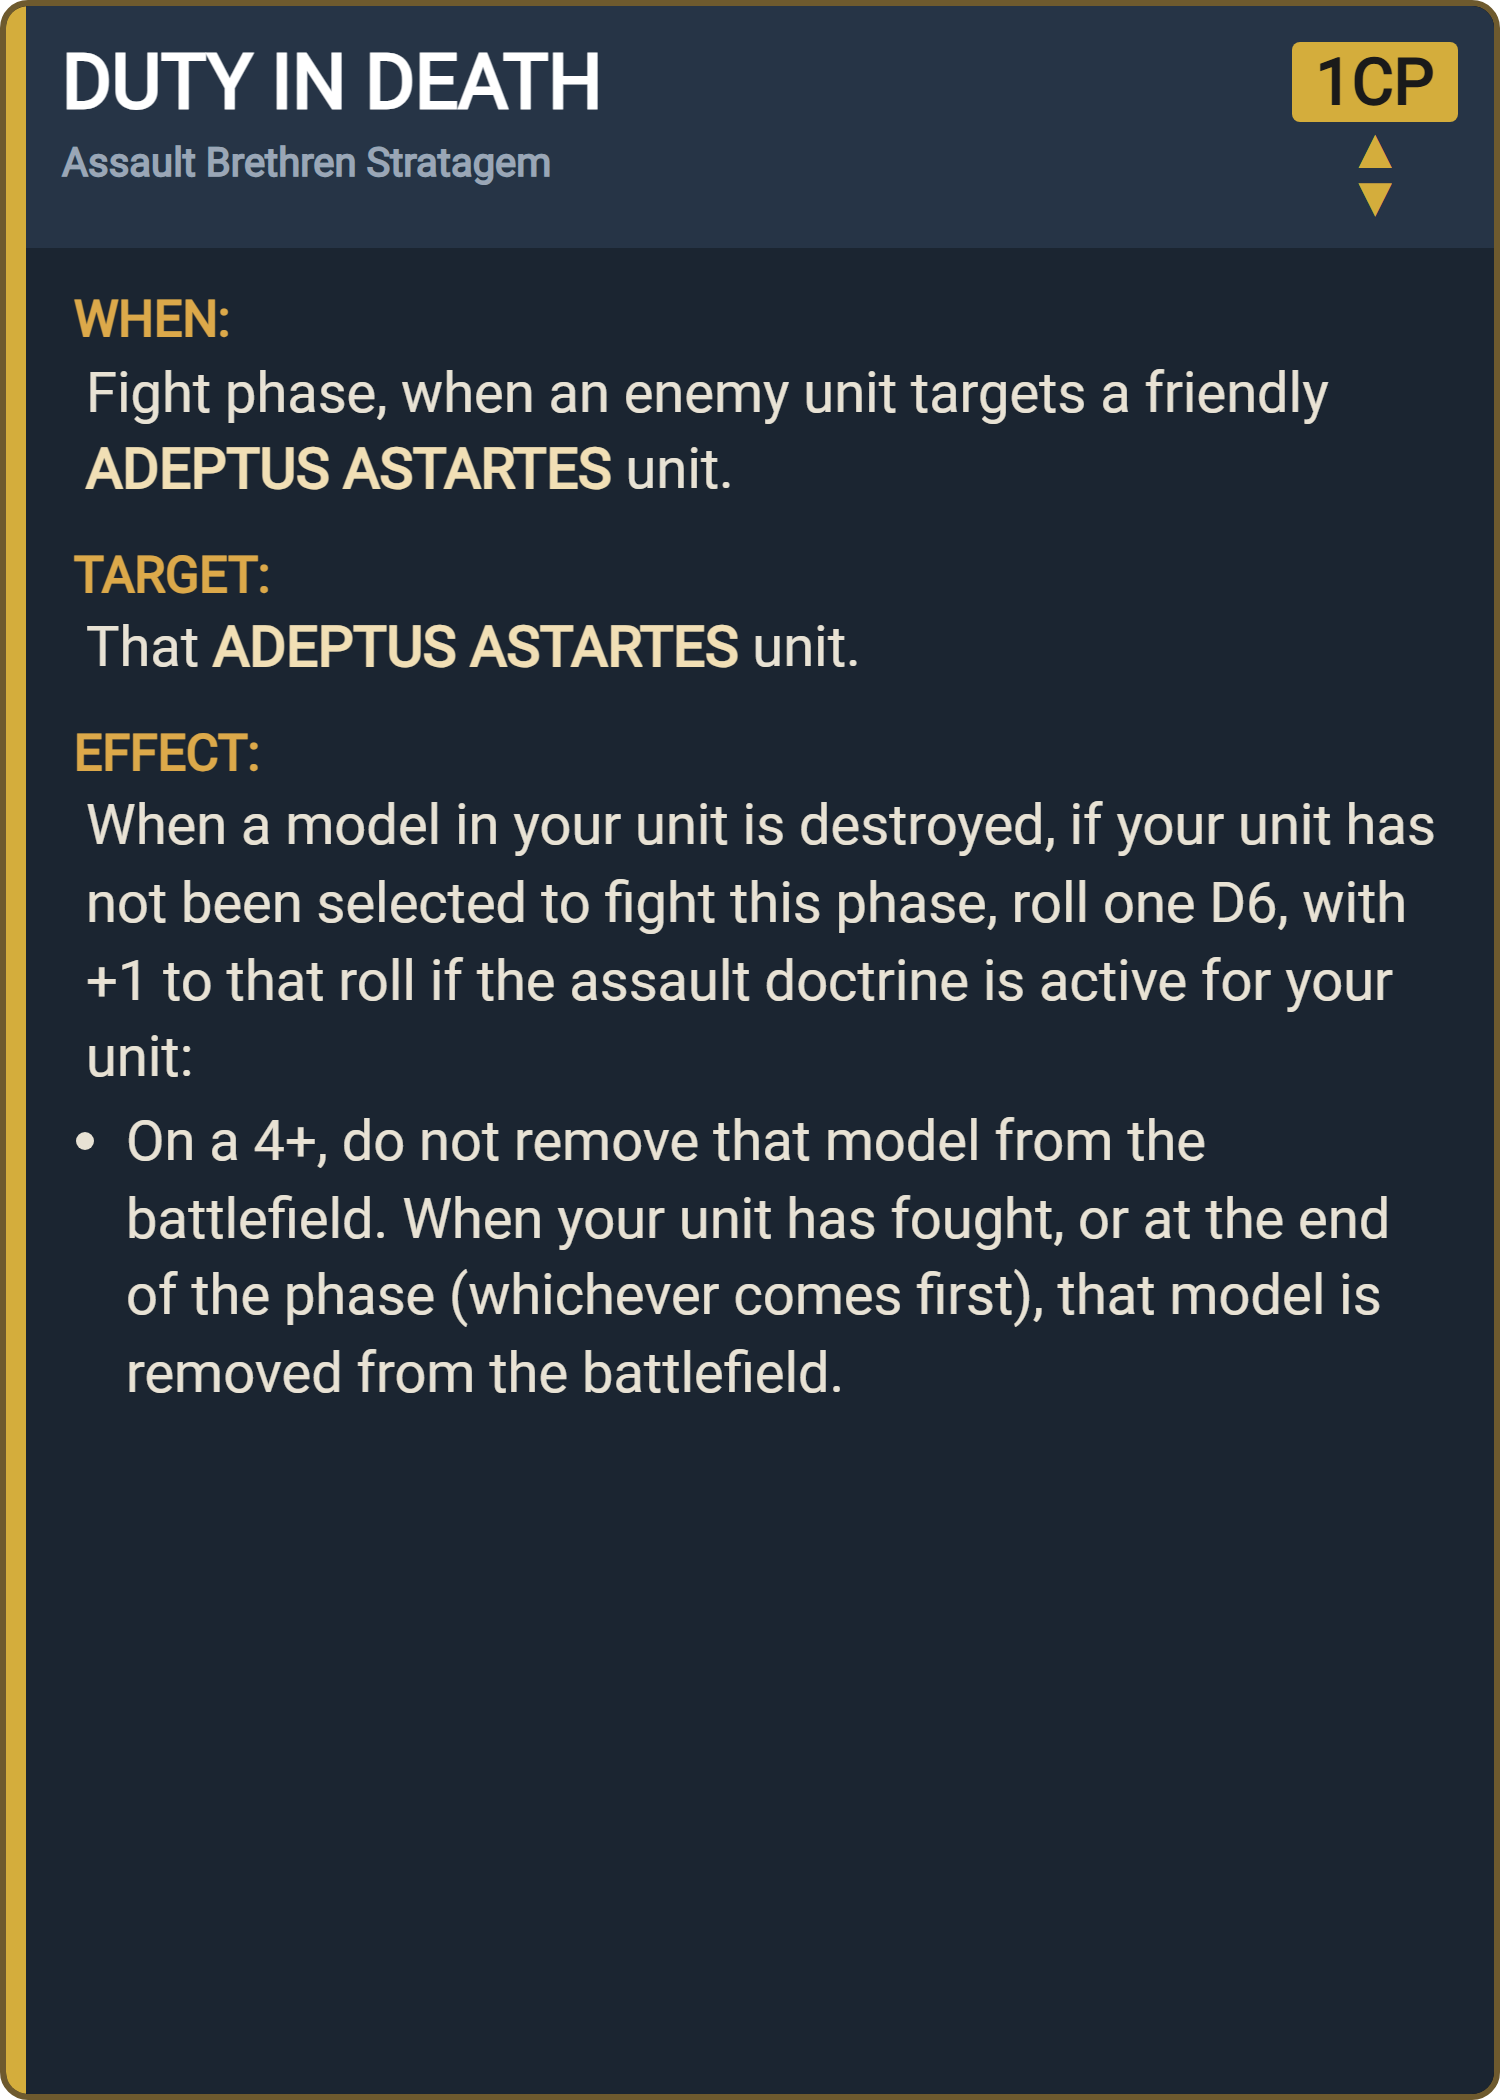 DUTY IN DEATH
Assault Brethren Stratagem
1CP
▲
▼
WHEN:
Fight phase, when an enemy unit targets a friendly
ADEPTUS ASTARTES unit.
TARGET:
That ADEPTUS ASTARTES unit.
EFFECT:
When a model in your unit is destroyed, if your unit has
not been selected to fight this phase, roll one D6, with
+1 to that roll if the assault doctrine is active for your
unit:
• On a 4+, do not remove that model from the
battlefield. When your unit has fought, or at the end
of the phase (whichever comes first), that model is
removed from the battlefield.